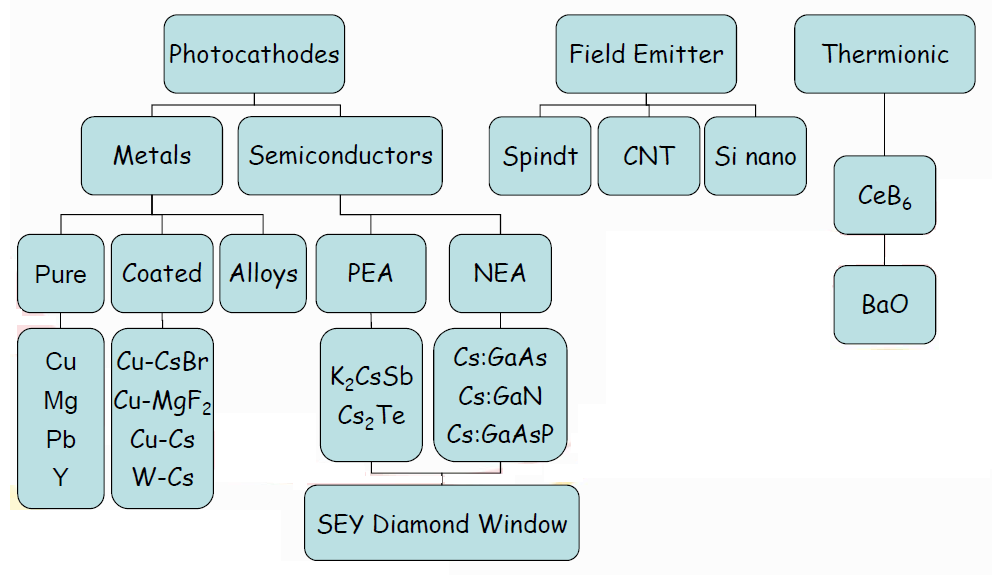 Photocathodes
Field Emitter
Thermionic
Metals
Semiconductors
Spindt
CNT
Si nano
CeB₆
Pure
Coated
Alloys
PEA
NEA
BaO
Cu
Mg
Pb
Y
Cu-CsBr
Cu-MgF₂
Cu-Cs
W-Cs
K₂CsSb
Cs₂Te
Cs:GaAs
Cs:GaN
Cs:GaAsP
SEY Diamond Window